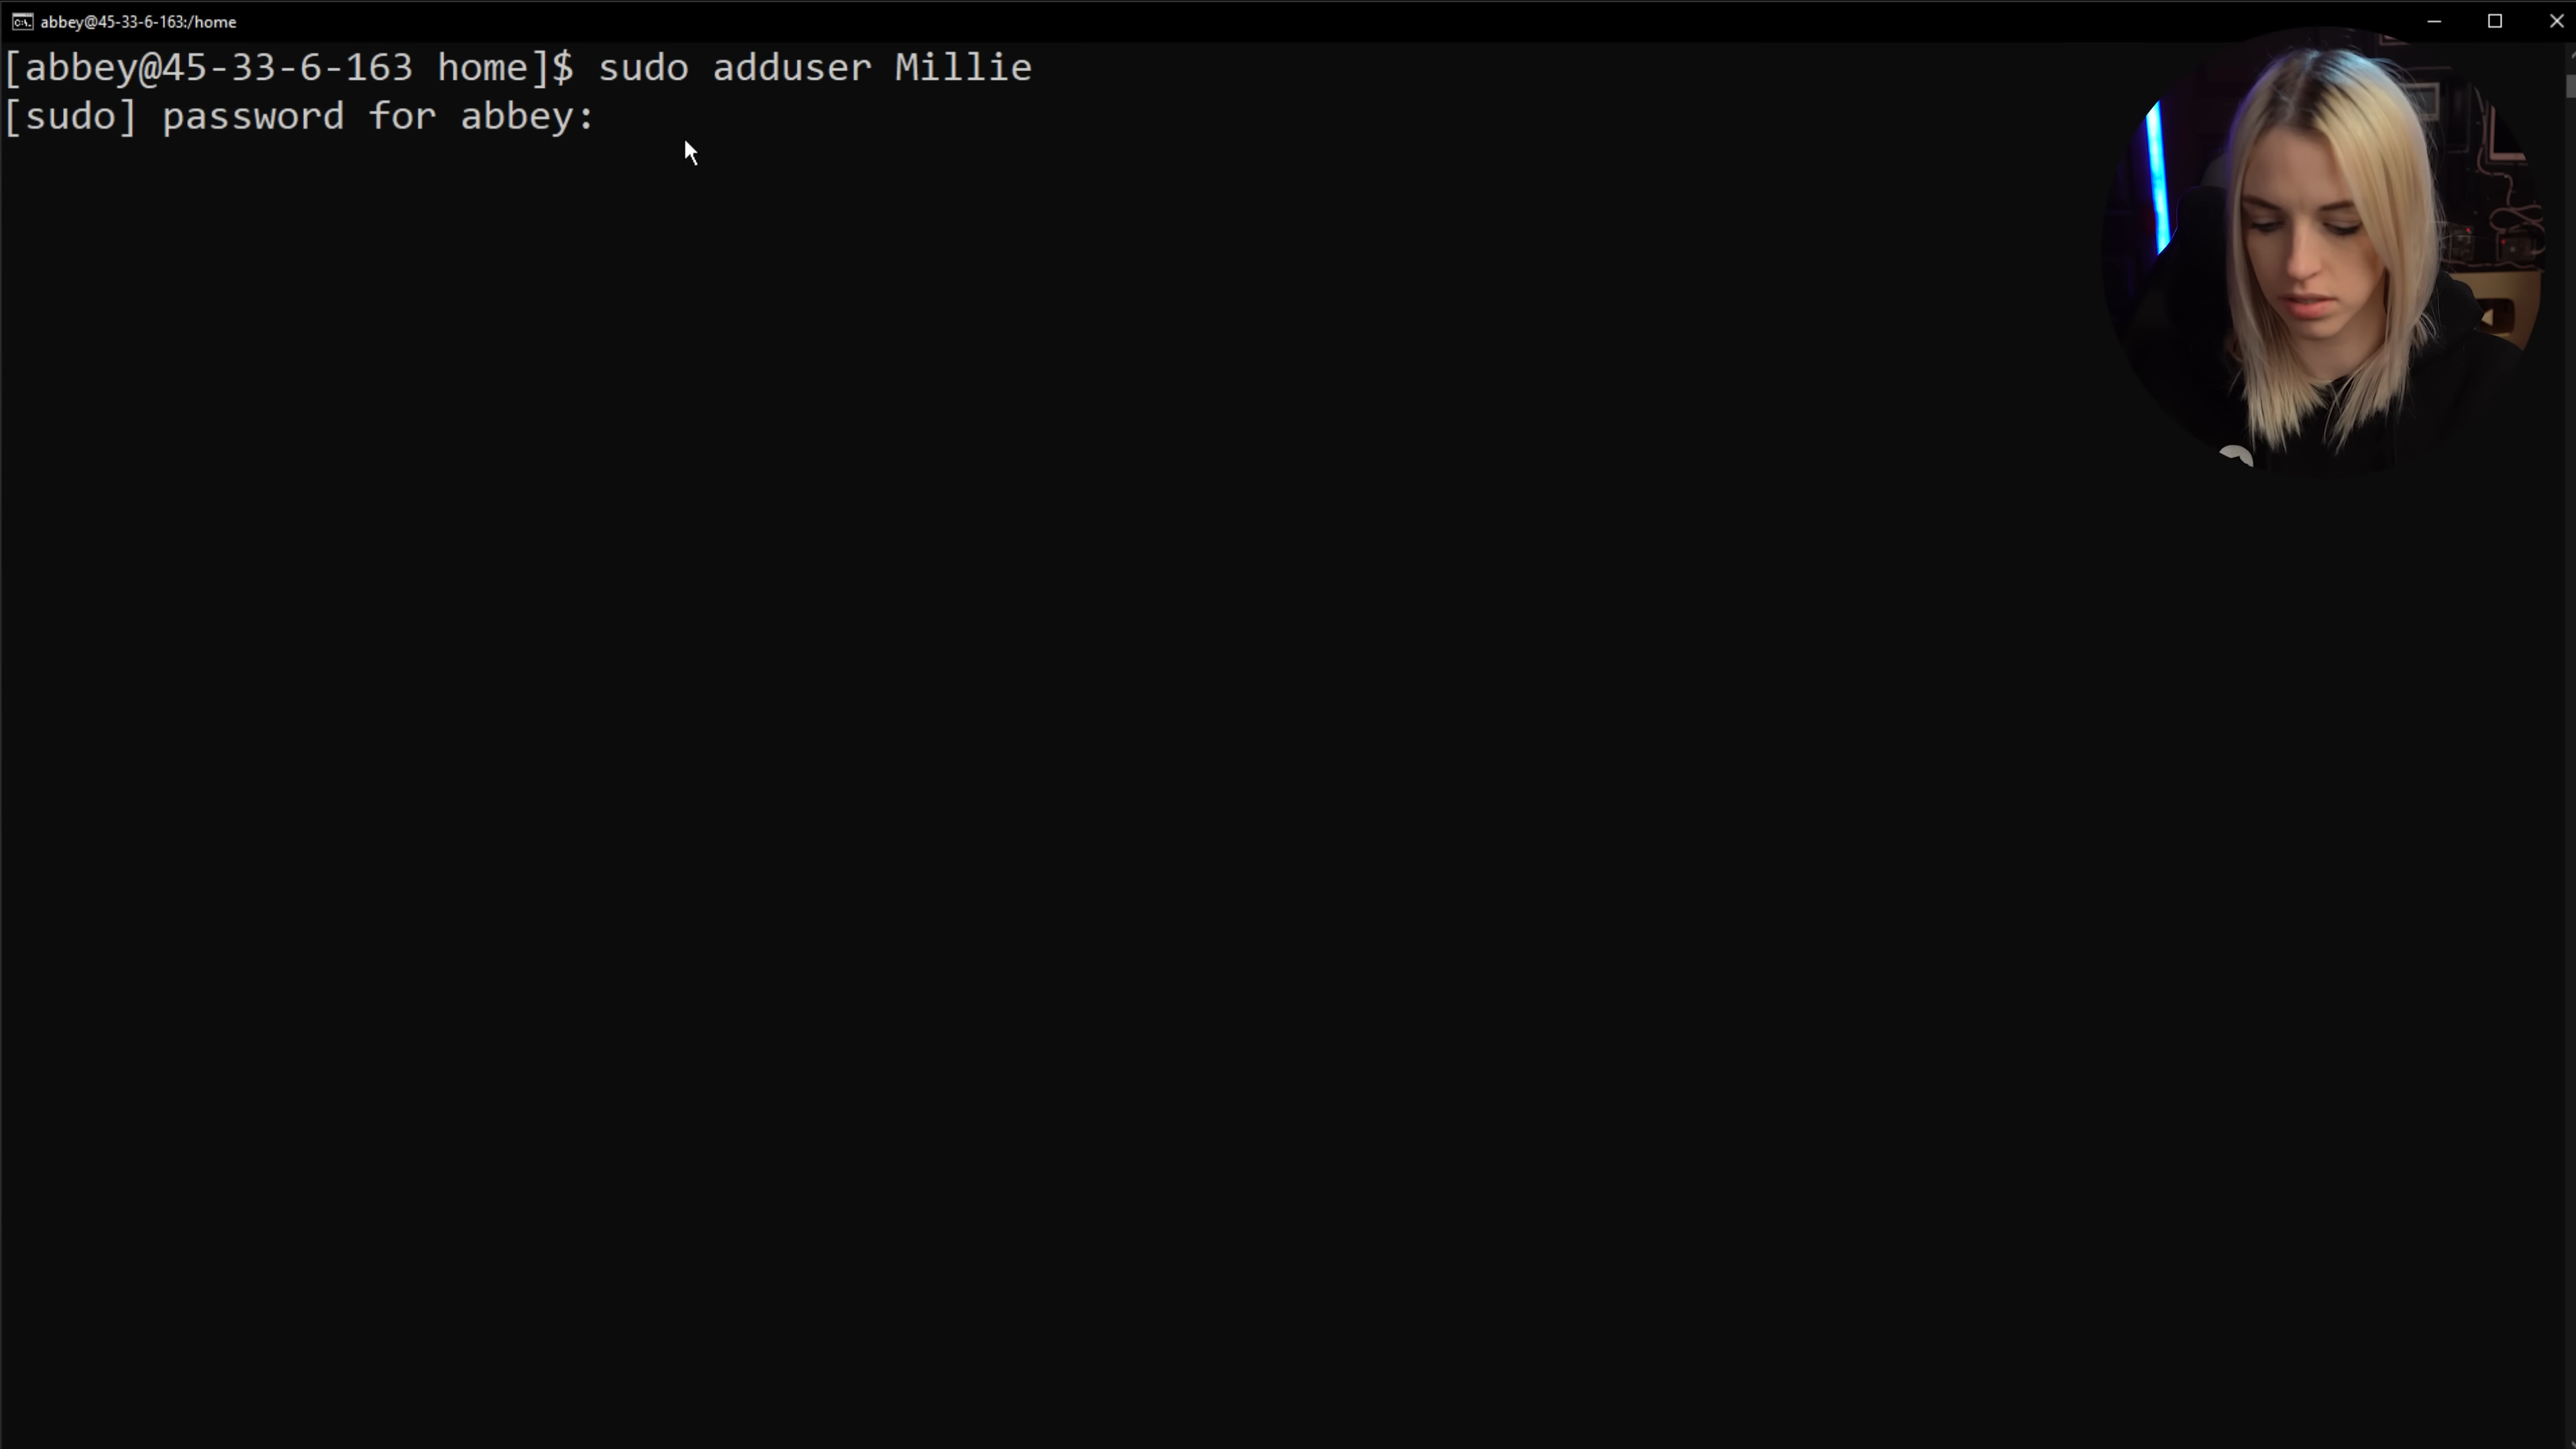 abbey@45-33-6-163:/home
[abbey@45-33-6-163 home]$ sudo adduser Millie
[sudo] password for abbey: